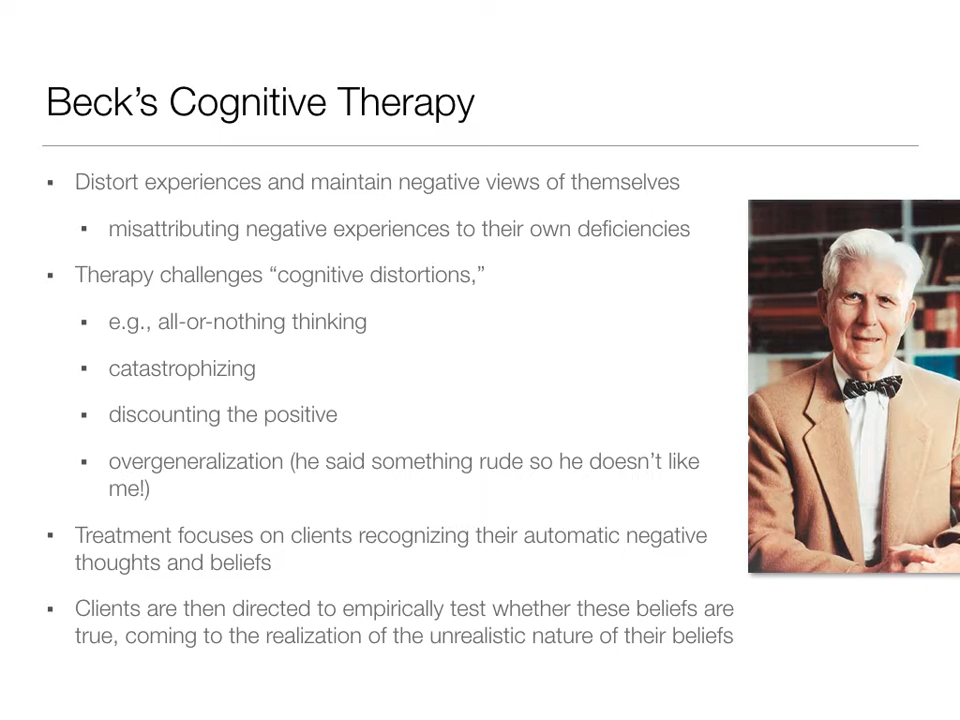 Beck’s Cognitive Therapy
▪ Distort experiences and maintain negative views of themselves
▪ misattributing negative experiences to their own deficiencies
▪ Therapy challenges “cognitive distortions,”
▪ e.g., all-or-nothing thinking
▪ catastrophizing
▪ discounting the positive
▪ overgeneralization (he said something rude so he doesn’t like
me!)
▪ Treatment focuses on clients recognizing their automatic negative
thoughts and beliefs
▪ Clients are then directed to empirically test whether these beliefs are
true, coming to the realization of the unrealistic nature of their beliefs